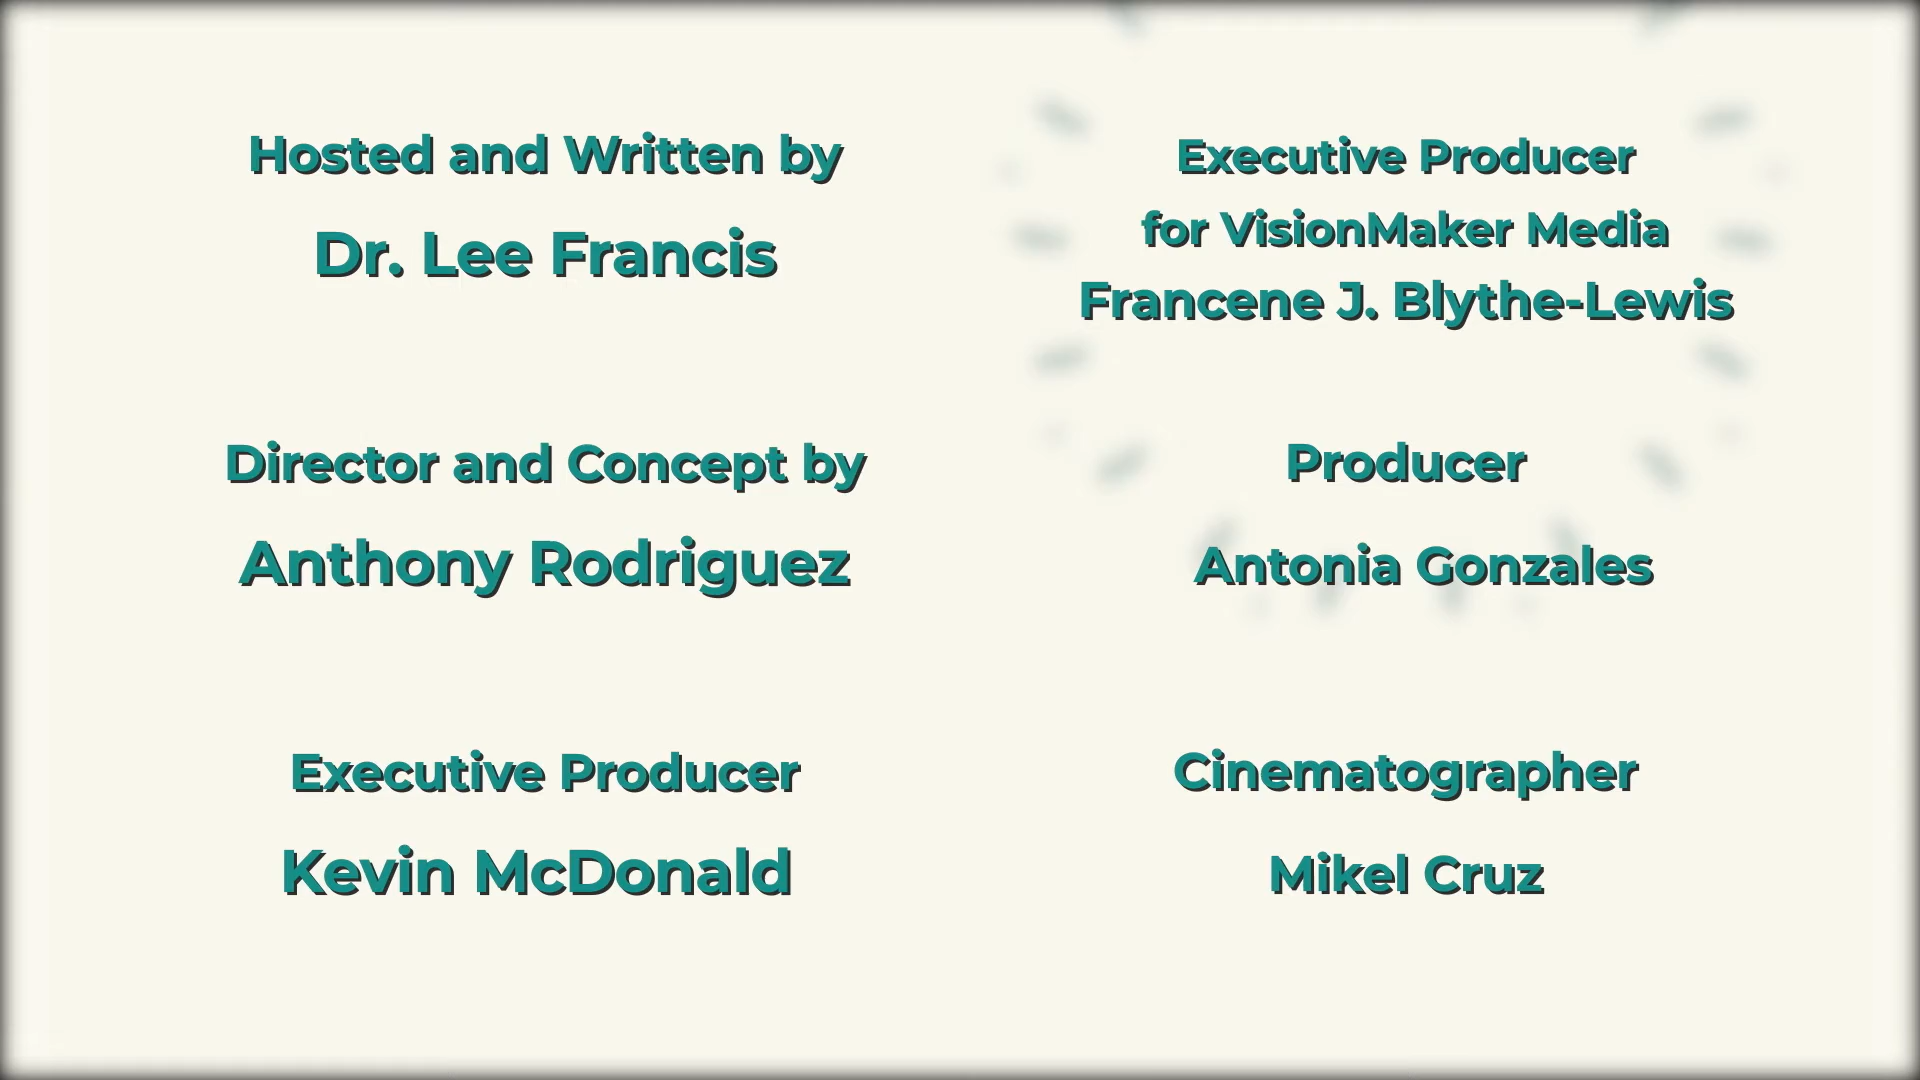 Hosted and Written by
Dr. Lee Francis
Director and Concept by
Anthony Rodriguez
Executive Producer
Kevin McDonald
Executive Producer
for VisionMaker Media
Francene J. Blythe-Lewis
Producer
Antonia Gonzales
Cinematographer
Mikel Cruz